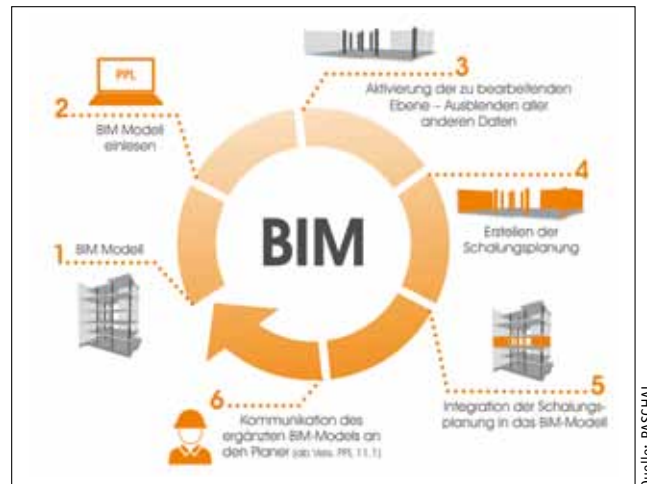 BIM
1
BIM Modell
PPL
2
BIM Modell
einlesen
3
Aktivierung der zu bearbeitenden
Ebene – Ausblenden aller
anderen Daten
4
Erstellen der
Schalungsplanung
5
Integration der Schalungs-
planung in das BIM-Modell
6
Kommunikation des
ergänzten BIM-Models an
den Planer (ab Vers. PPL 11.1)
Quelle: PASCHAL